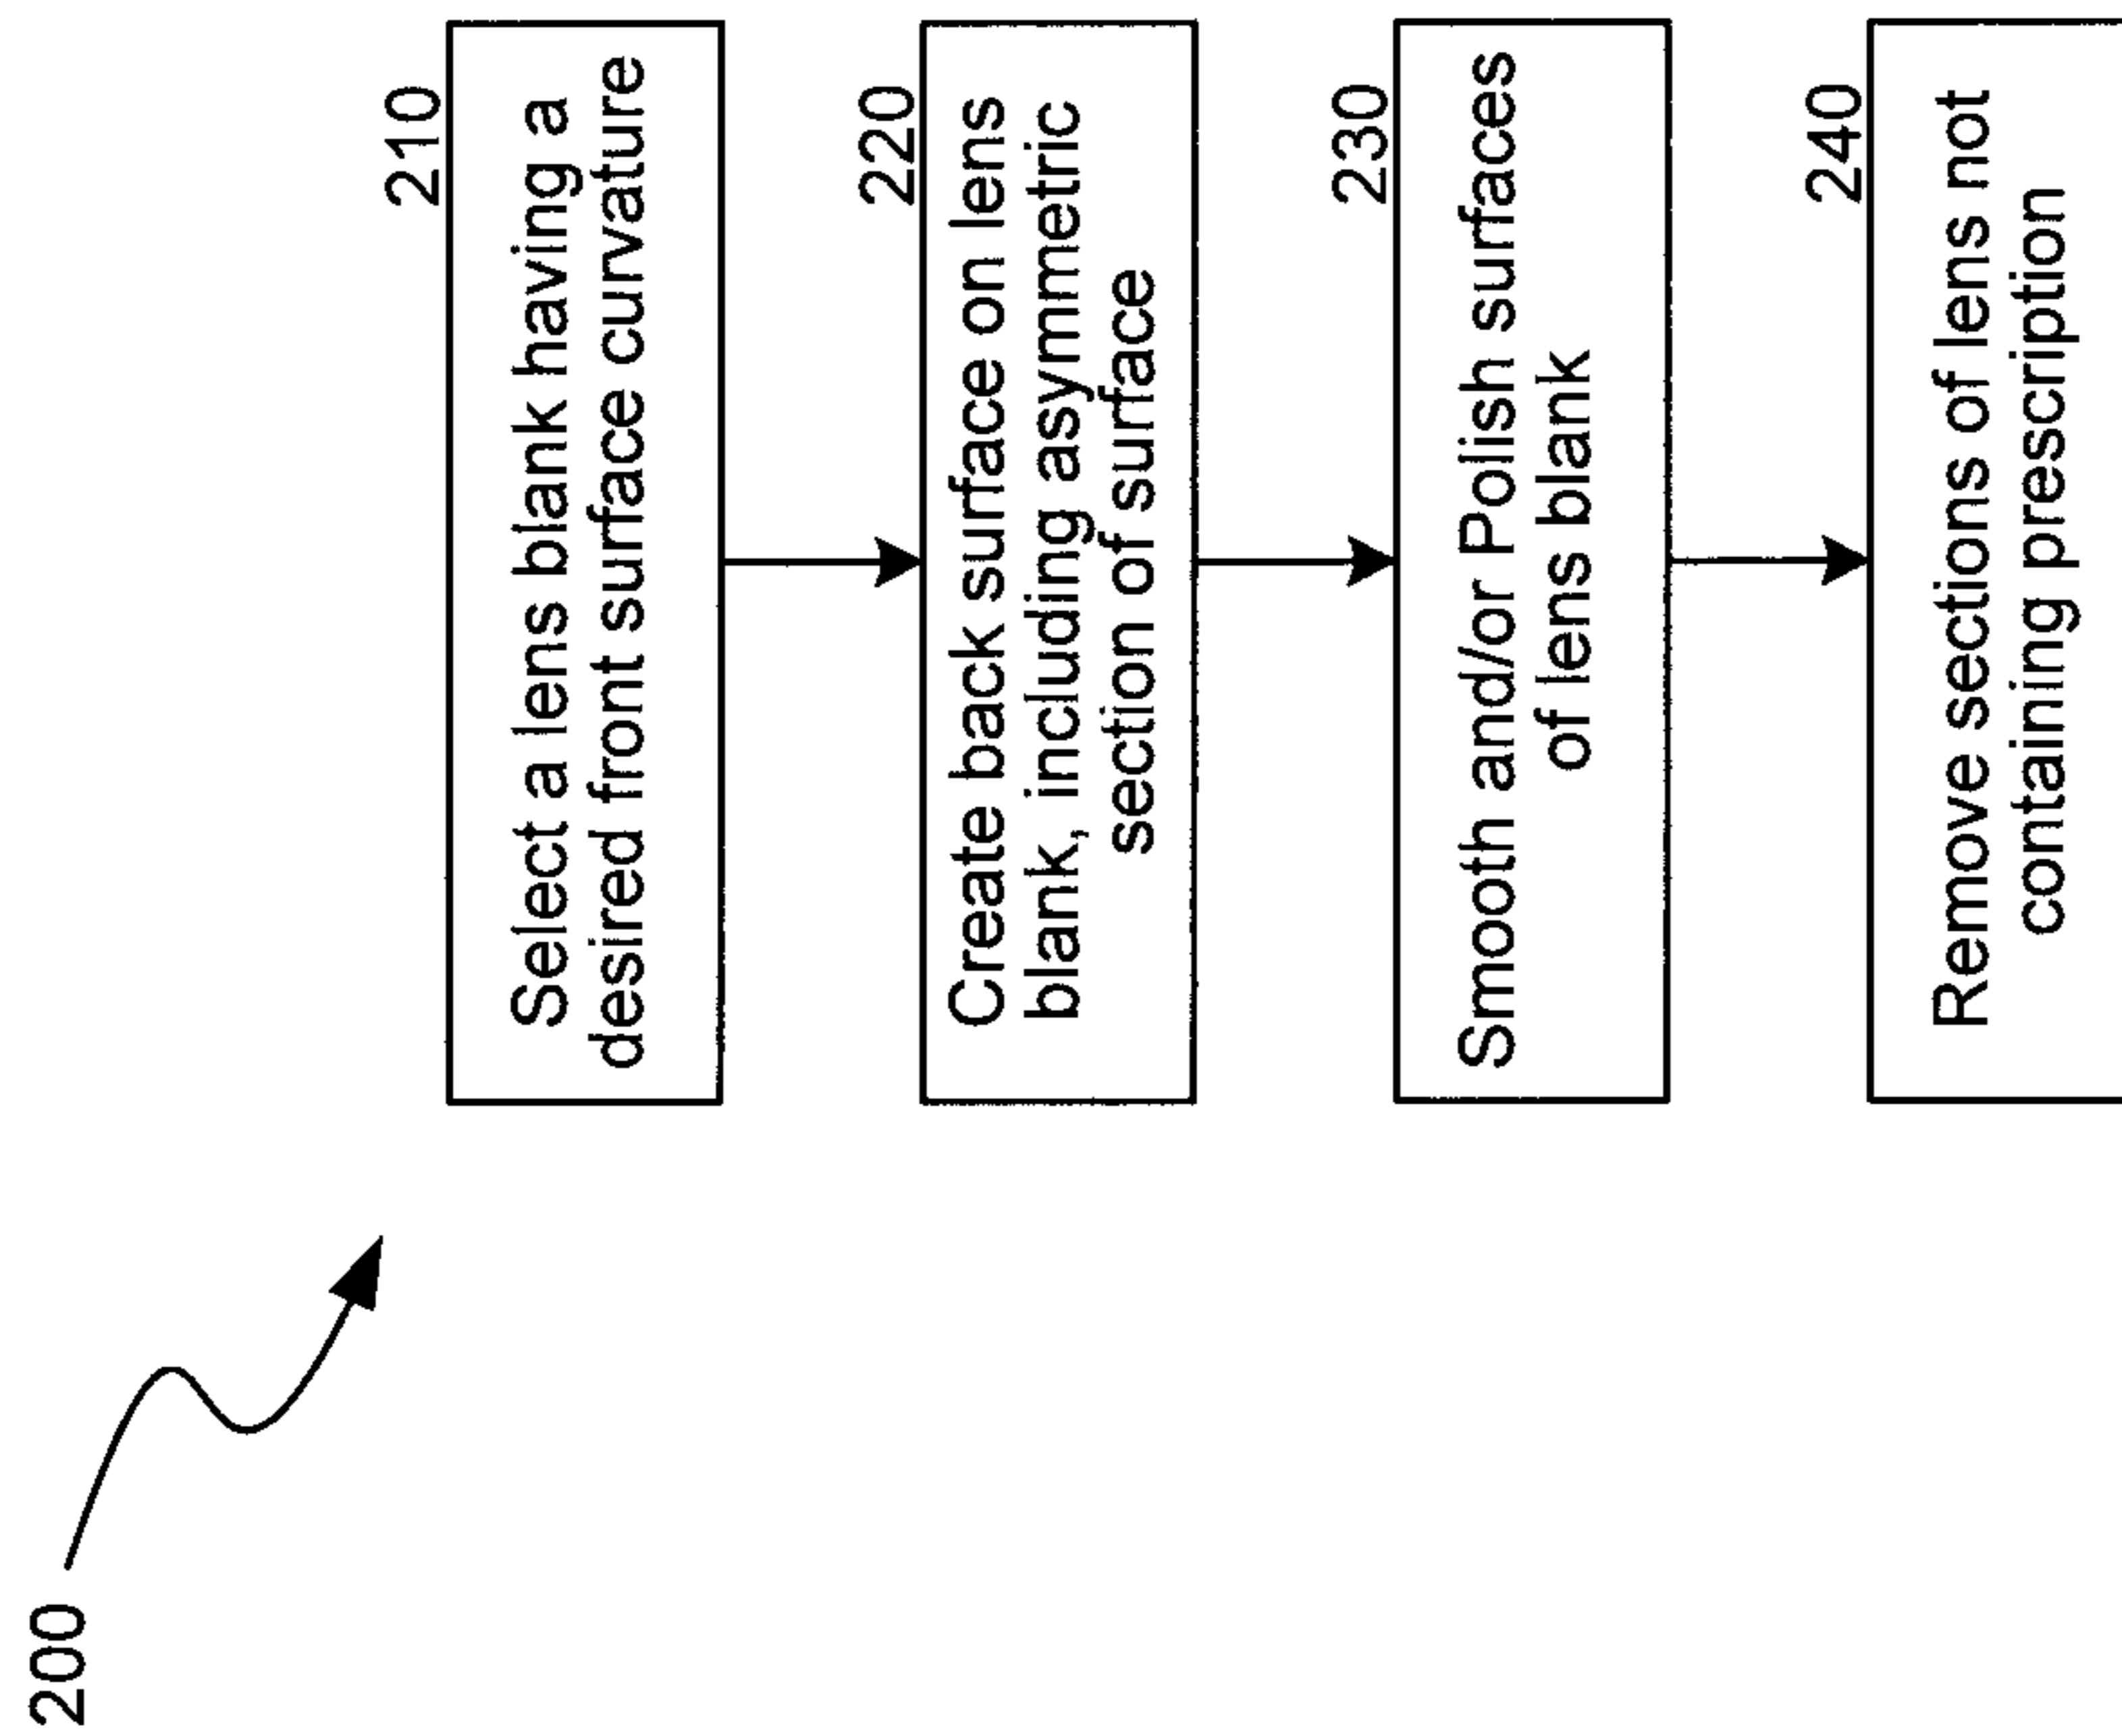 200
210
Select a lens blank having a
desired front surface curvature
220
Create back surface on lens
blank, including asymmetric
section of surface
230
Smooth and/or Polish surfaces
of lens blank
240
Remove sections of lens not
containing prescription